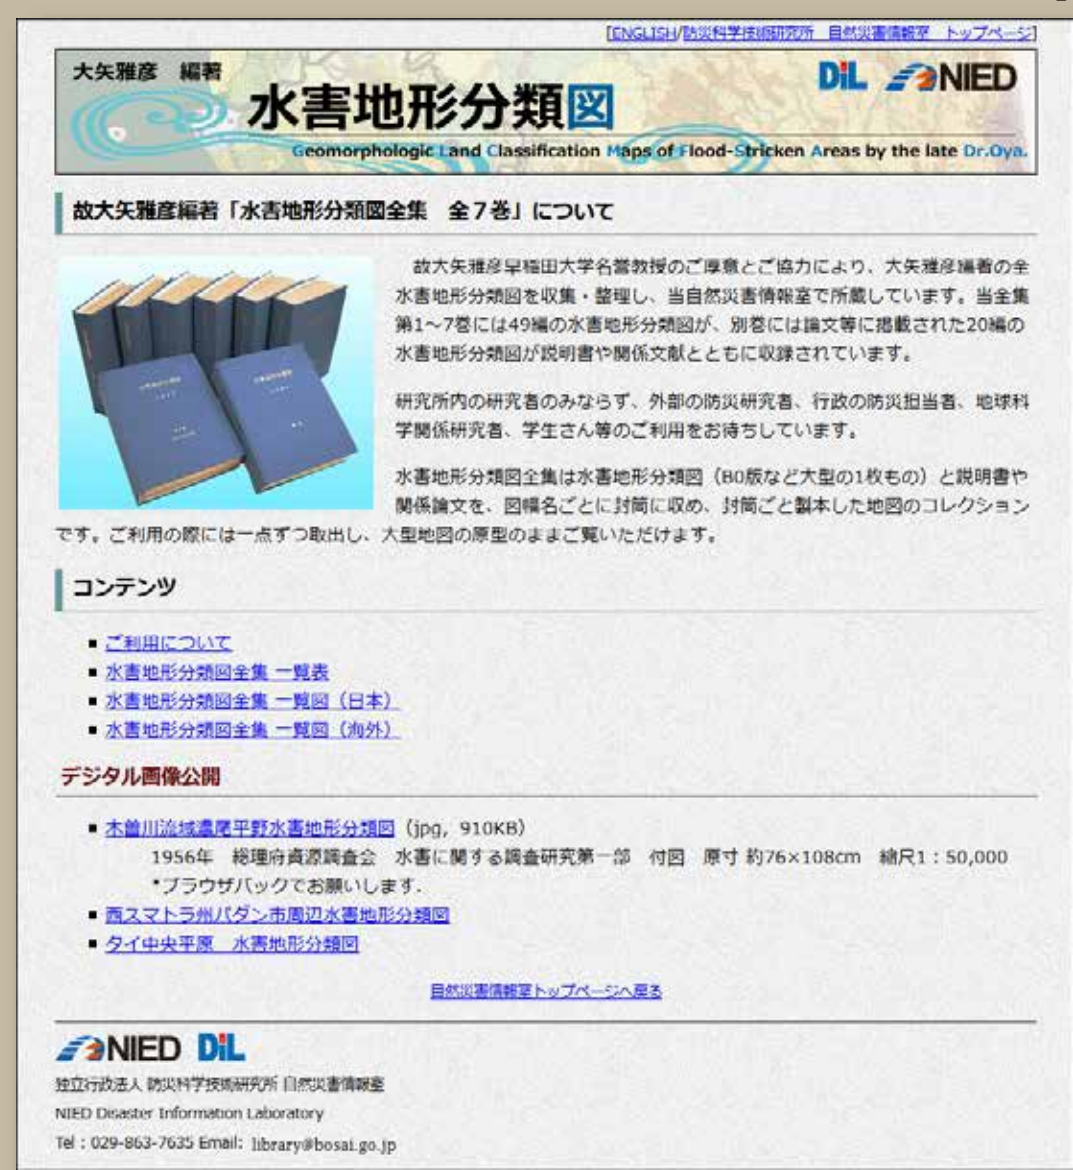 [ENGLISH/防災科学技術研究所 自然災害情報室 トップページ]
大矢雅彦 編著
DiL NIED
水害地形分類図
Geomorphologic Land Classification Maps of Flood-Stricken Areas by the late Dr.Oya.
故大矢雅彦編著「水害地形分類図全集 全7巻」について
故大矢雅彦早稲田大学名誉教授のご厚意とご協力により、大矢雅彦編著の全
水害地形分類図を収集・整理し、当自然災害情報室で所蔵しています。当全集
第1～7巻には49編の水害地形分類図が、別巻には論文等に掲載された20編の
水害地形分類図が説明書や関係文献とともに収録されています。
研究所内の研究者のみならず、外部の防災研究者、行政の防災担当者、地球科
学関係研究者、学生さん等のご利用をお待ちしています。
水害地形分類図全集は水害地形分類図（B0版など大型の1枚もの）と説明書や
関係論文を、図幅名ごとに封筒に収め、封筒ごと製本した地図のコレクション
です。ご利用の際には一点ずつ取出し、大型地図の原型のままご覧いただけます。
コンテンツ
■ ご利用について
■ 水害地形分類図全集 一覧表
■ 水害地形分類図全集 一覧図（日本）
■ 水害地形分類図全集 一覧図（海外）
デジタル画像公開
■ 木曽川流域濃尾平野水害地形分類図（jpg, 910KB）
1956年 総理府資源調査会 水害に関する調査研究第一部 付図 原寸 約76×108cm 縮尺1：50,000
*ブラウザバックでお願いします.
■ 西スマトラ州パダン市周辺水害地形分類図
■ タイ中央平原 水害地形分類図
自然災害情報室トップページへ戻る
NIED DiL
独立行政法人 防災科学技術研究所 自然災害情報室
NIED Disaster Information Laboratory
Tel：029-863-7635 Email: library@bosai.go.jp